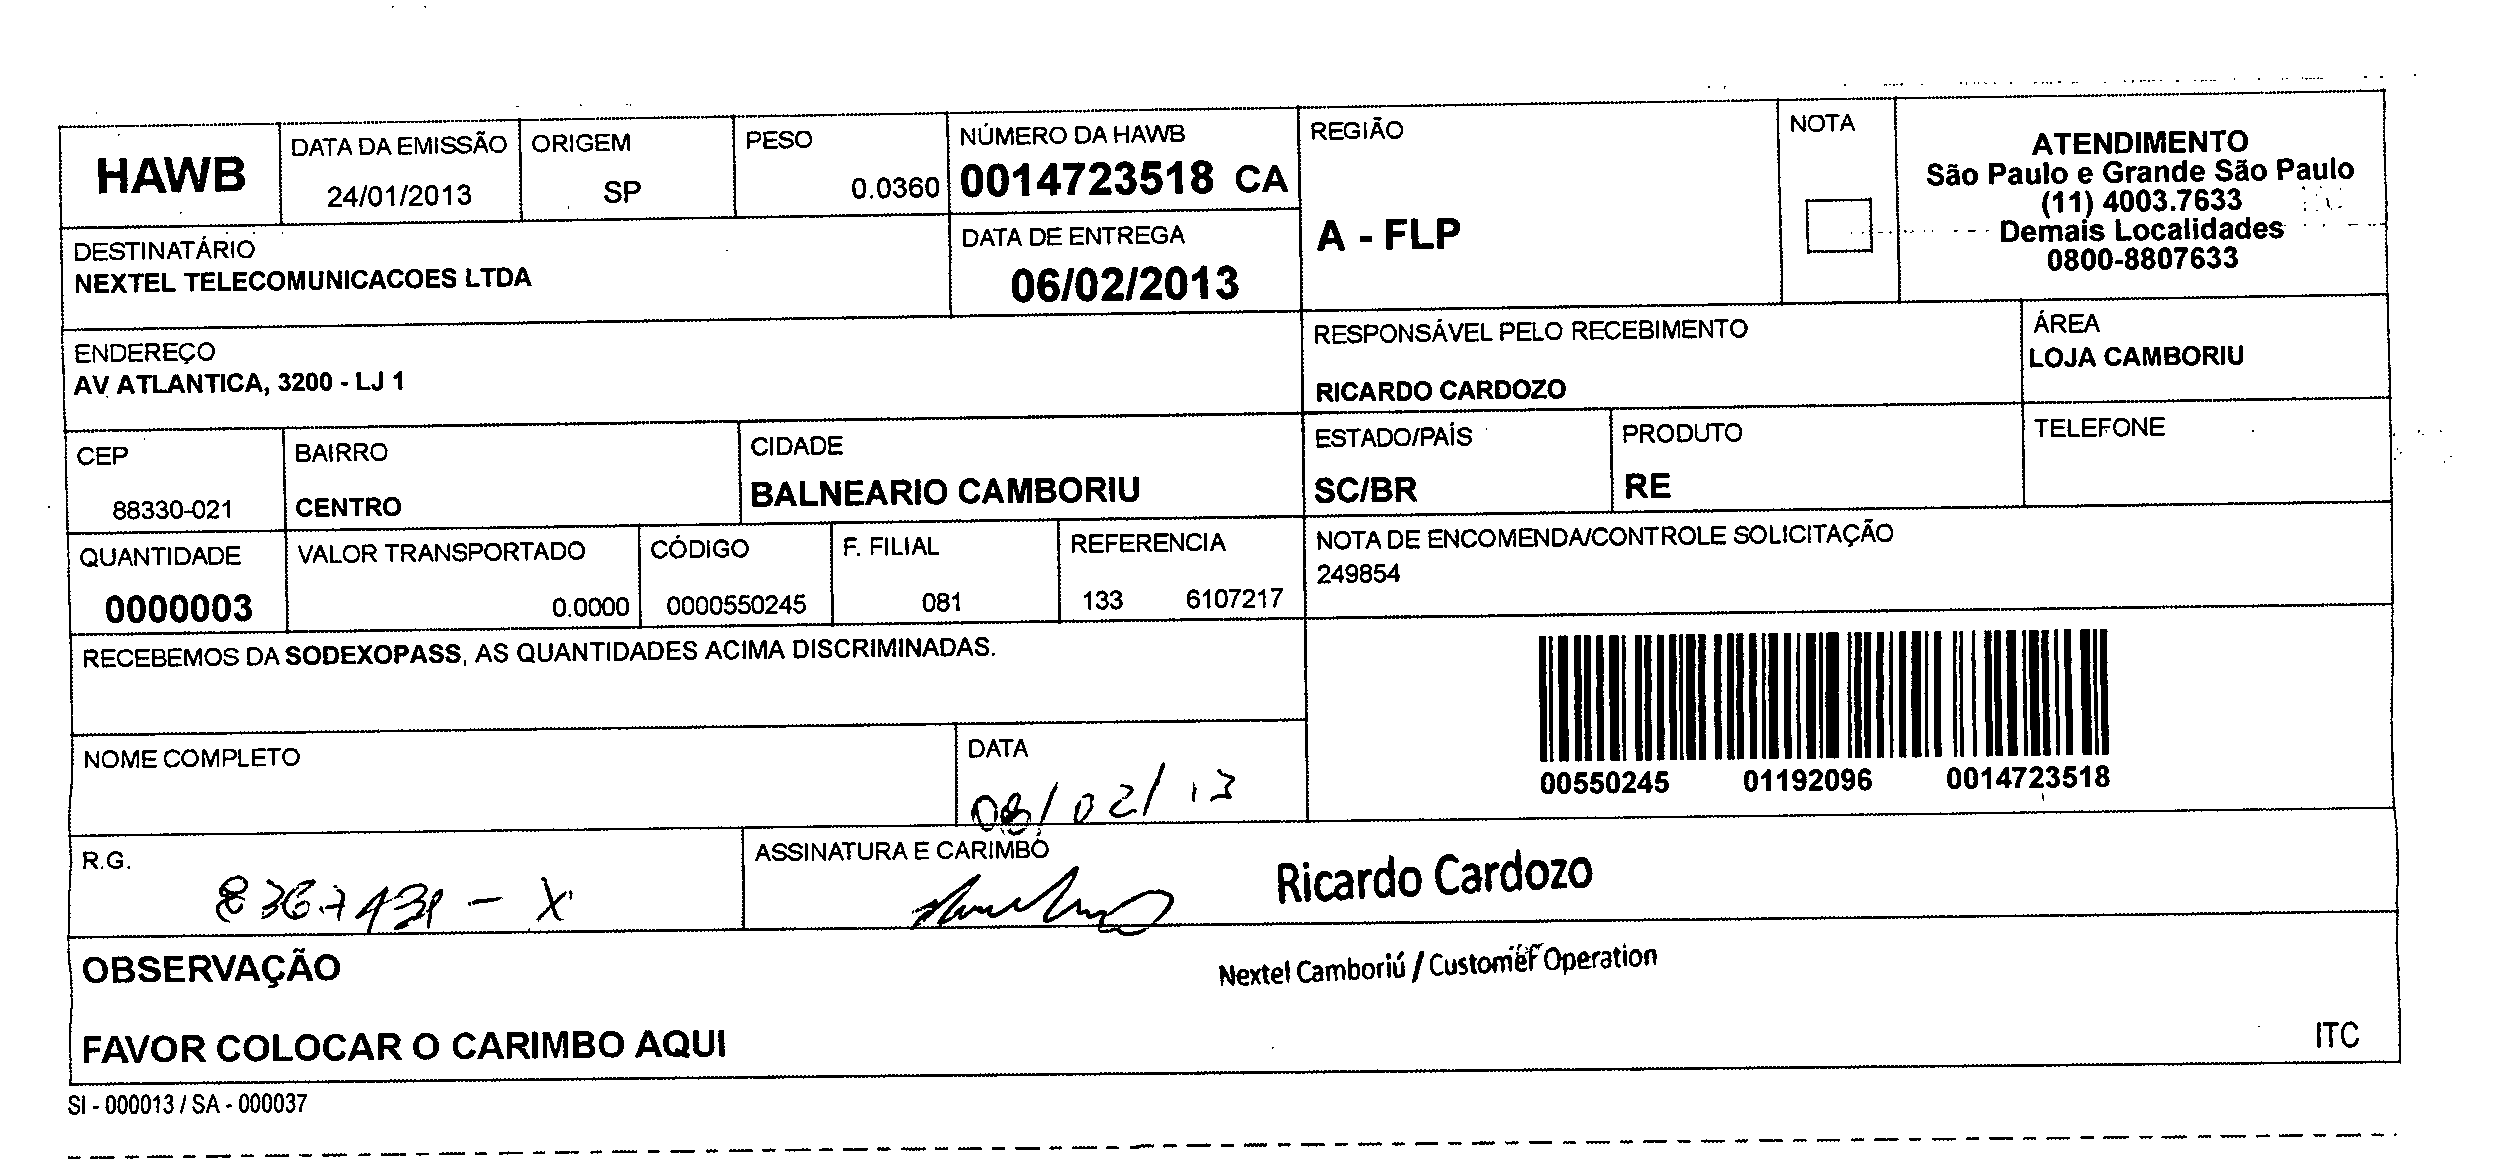 HAWB
DATA DA EMISSÃO
24/01/2013
ORIGEM
SP
PESO
0.0360
NÚMERO DA HAWB
0014723518 CA
REGIÃO
A - FLP
NOTA
ATENDIMENTO
São Paulo e Grande São Paulo
(11) 4003.7633
Demais Localidades
0800-8807633
DESTINATÁRIO
NEXTEL TELECOMUNICACOES LTDA
DATA DE ENTREGA
06/02/2013
ENDEREÇO
AV ATLANTICA, 3200 - LJ 1
RESPONSÁVEL PELO RECEBIMENTO
RICARDO CARDOZO
ÁREA
LOJA CAMBORIU
CEP
88330-021
BAIRRO
CENTRO
CIDADE
BALNEARIO CAMBORIU
ESTADO/PAÍS
SC/BR
PRODUTO
RE
TELEFONE
QUANTIDADE
0000003
VALOR TRANSPORTADO
0.0000
CÓDIGO
0000550245
F. FILIAL
081
REFERENCIA
133 6107217
NOTA DE ENCOMENDA/CONTROLE SOLICITAÇÃO
249854
RECEBEMOS DA SODEXOPASS, AS QUANTIDADES ACIMA DISCRIMINADAS.
00550245 01192096 0014723518
NOME COMPLETO
DATA
08/02/13
R.G.
8367431-X
ASSINATURA E CARIMBO
Ricardo Cardozo
Nextel Camboriú / Customer Operation
OBSERVAÇÃO
FAVOR COLOCAR O CARIMBO AQUI
ITC
SI - 000013 / SA - 000037